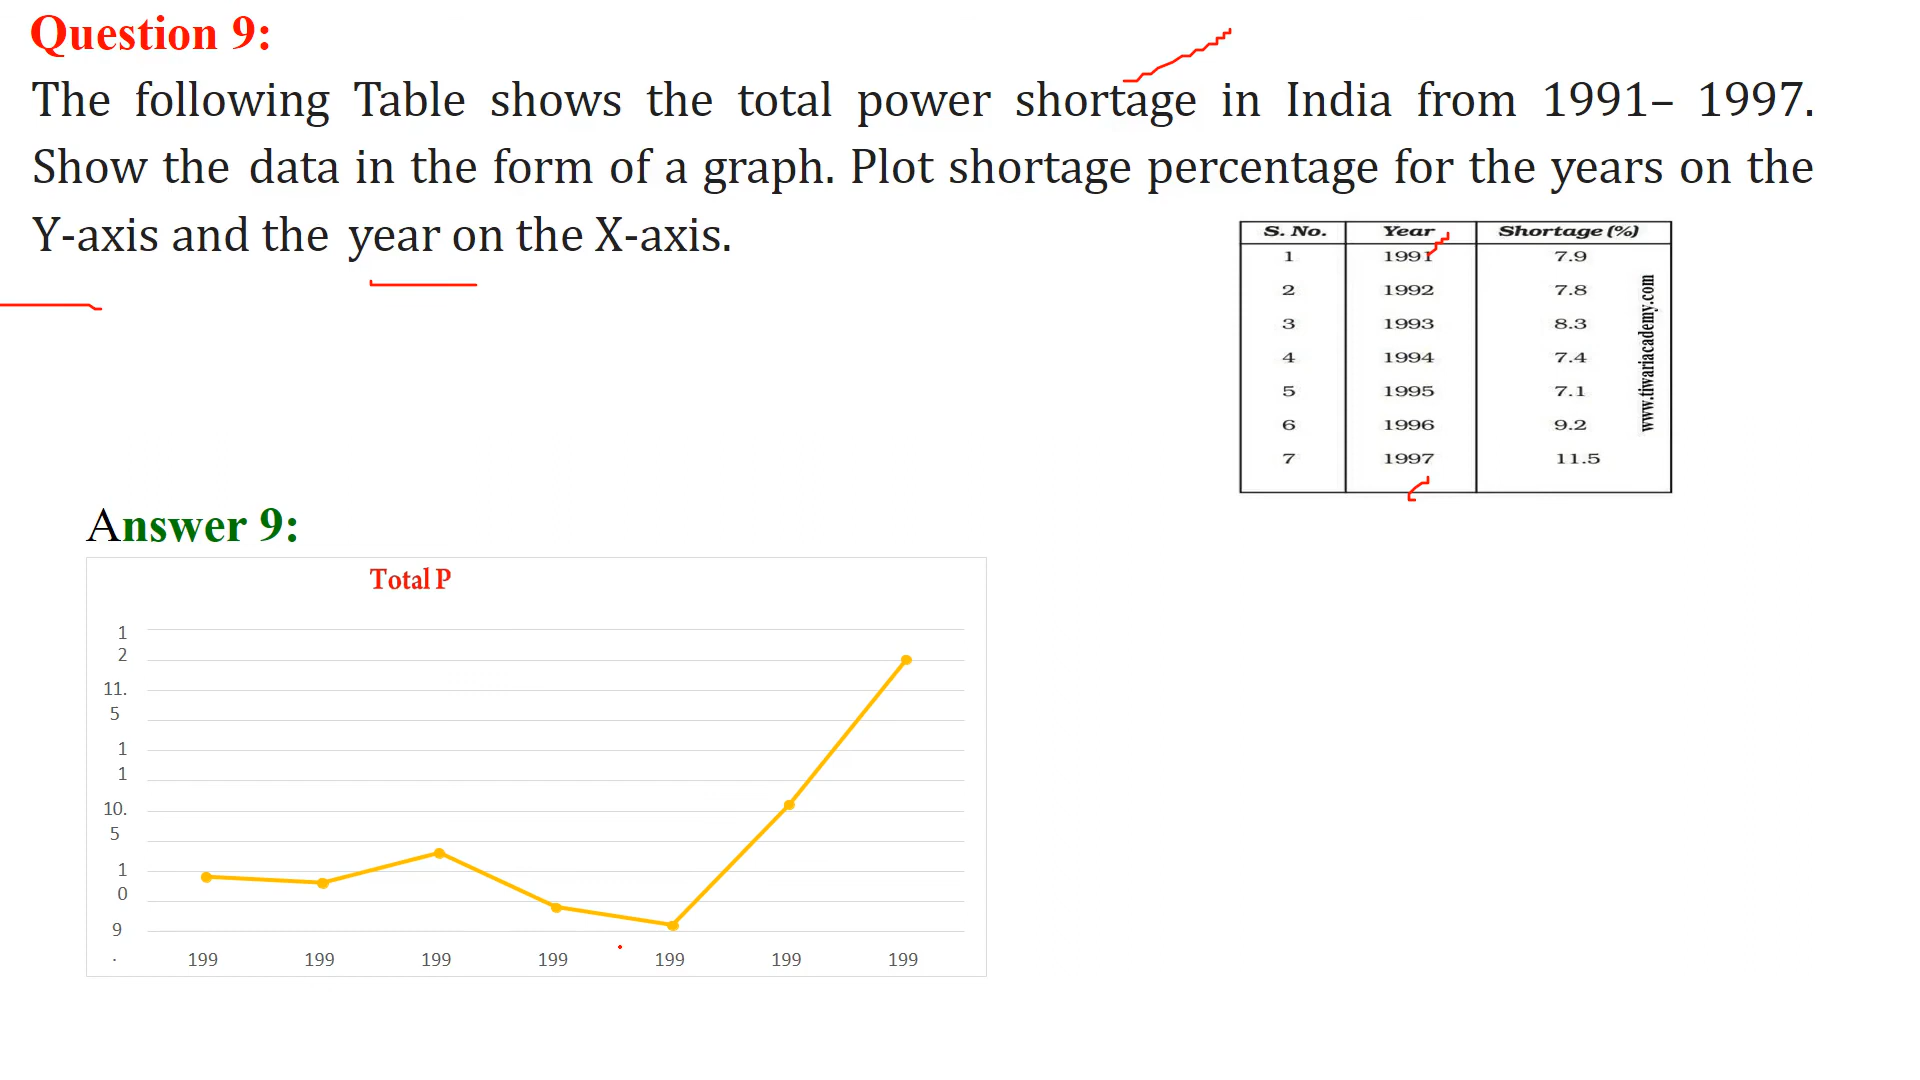 Question 9:
The following Table shows the total power shortage in India from 1991– 1997.
Show the data in the form of a graph. Plot shortage percentage for the years on the
Y-axis and the year on the X-axis.
S. No. Year Shortage (%)
1 1991 7.9
2 1992 7.8
3 1993 8.3
4 1994 7.4
5 1995 7.1
6 1996 9.2
7 1997 11.5
www.tiwariacademy.com
Answer 9:
Total P
1
2
11.
5
1
1
10.
5
1
0
9
.
199 199 199 199 199 199 199